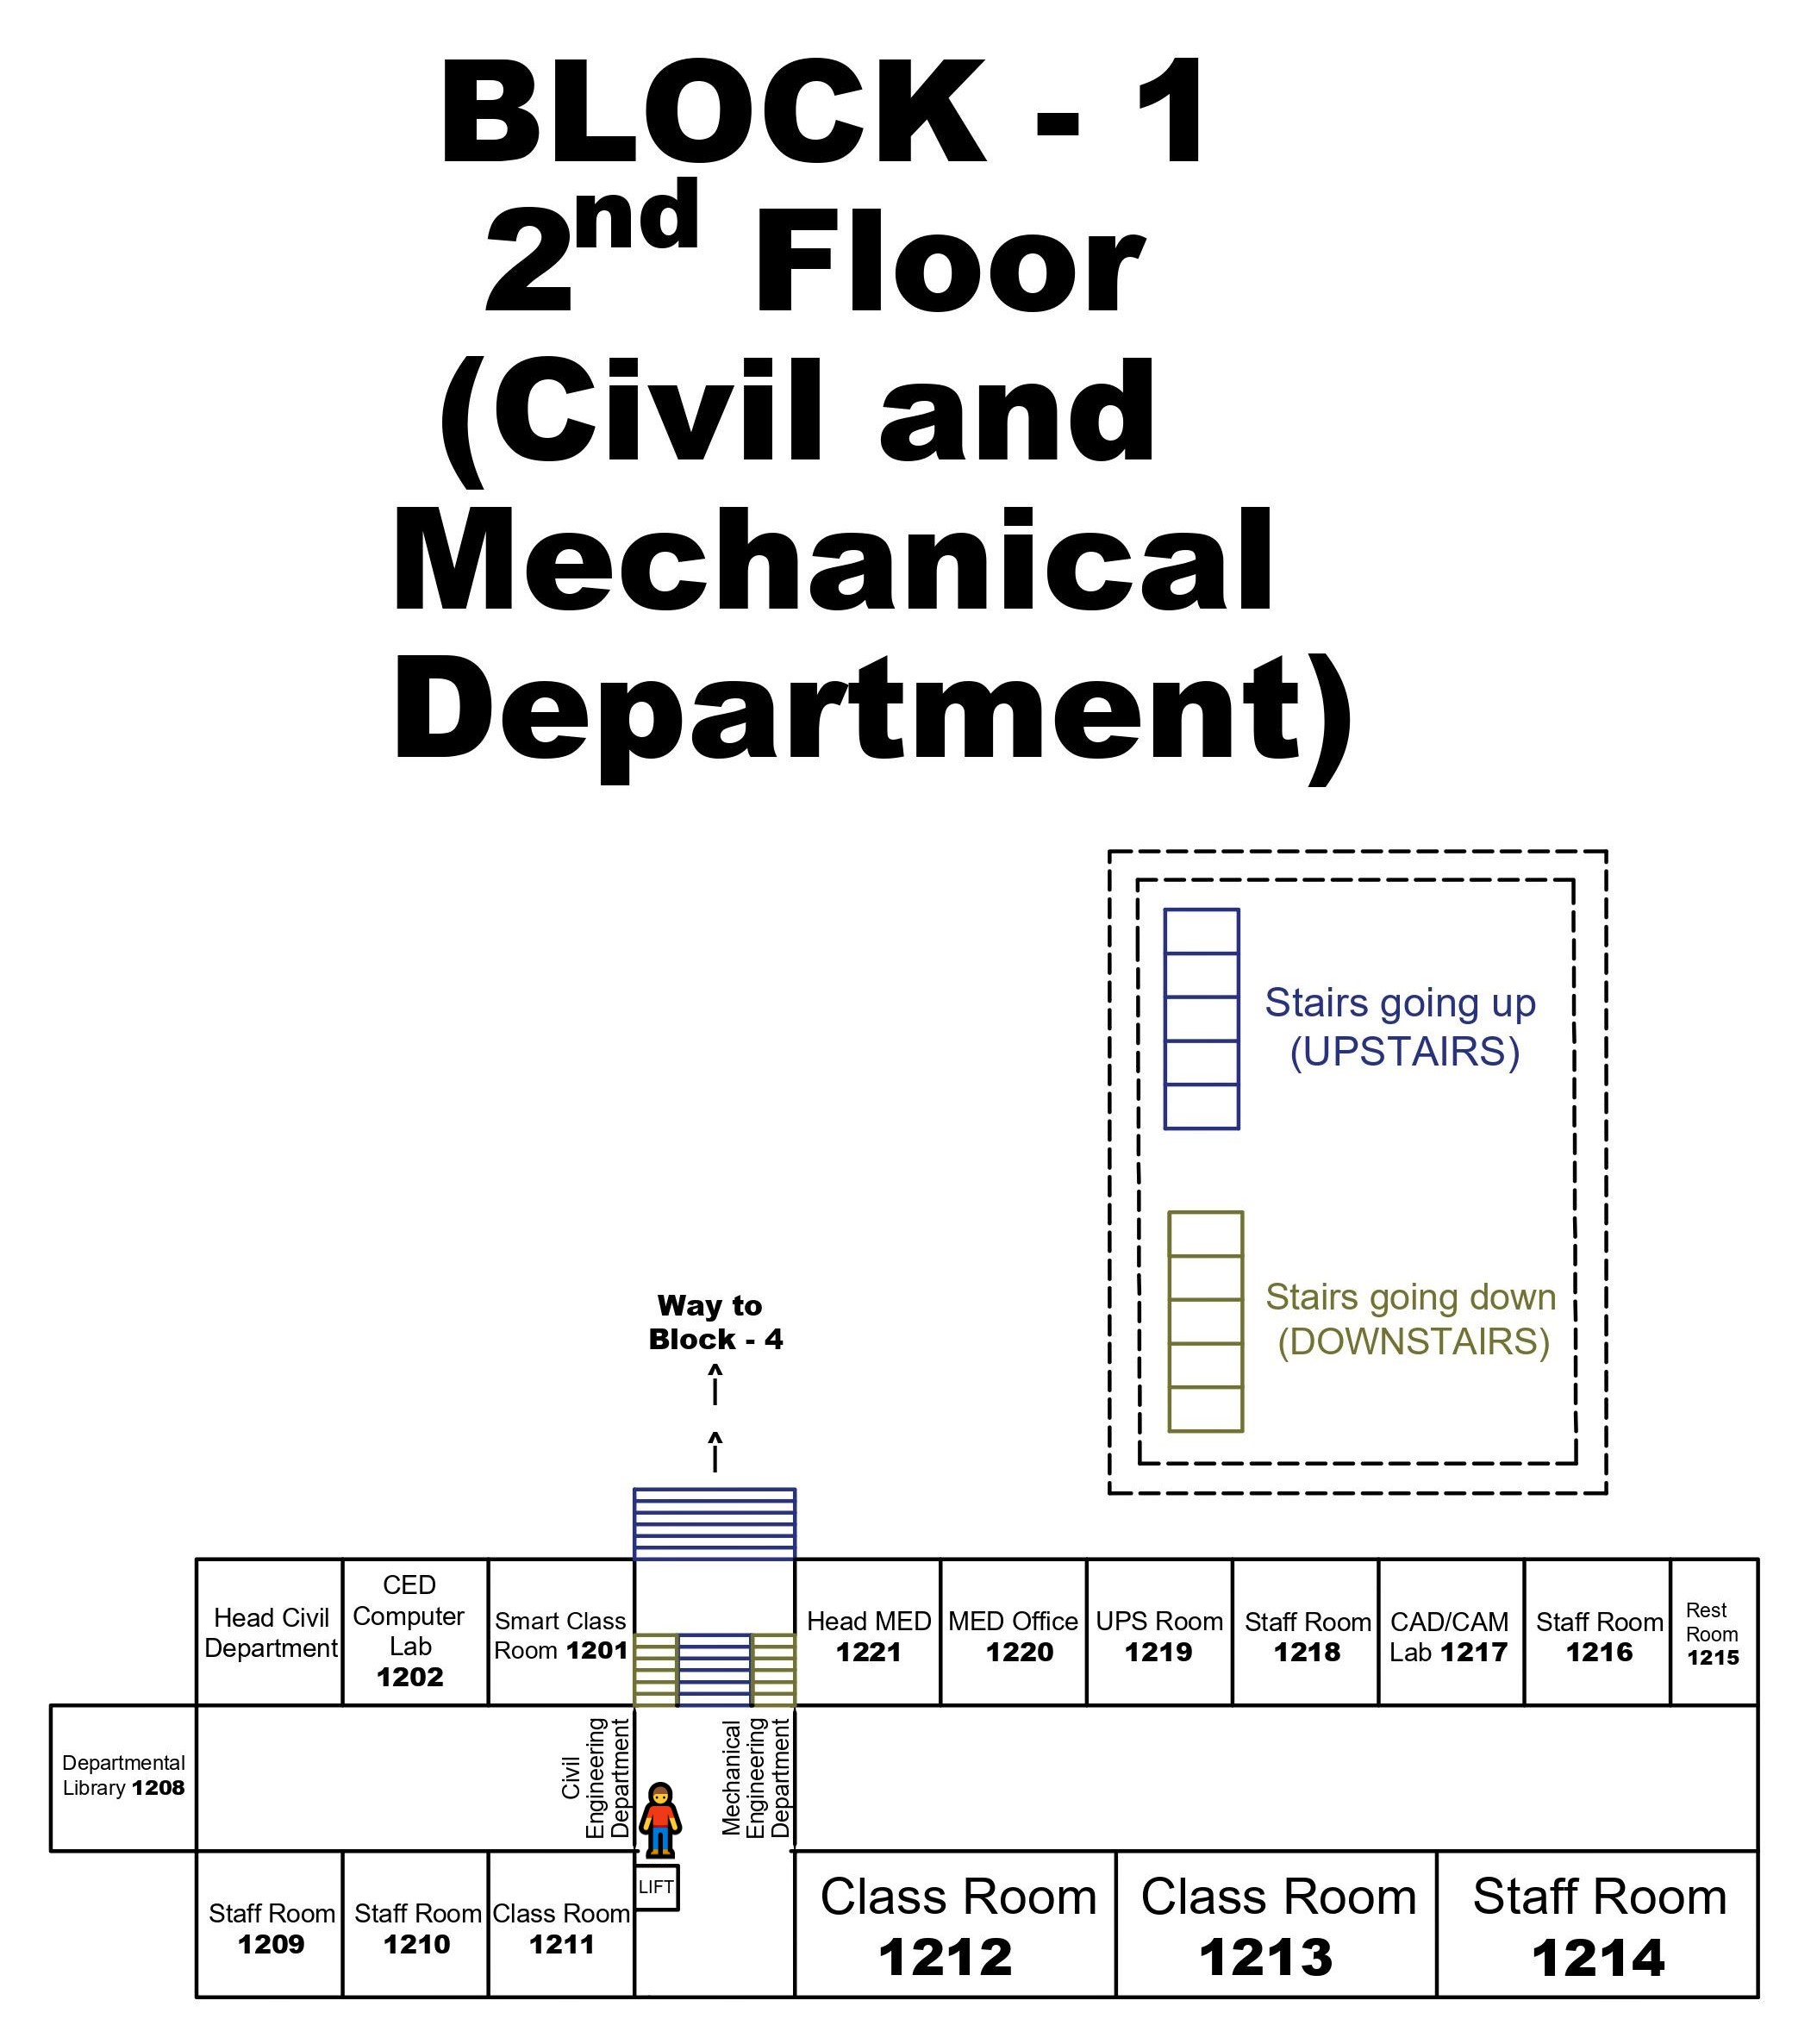 BLOCK - 1
2nd Floor
(Civil and
Mechanical
Department)
Stairs going up
(UPSTAIRS)
Stairs going down
(DOWNSTAIRS)
Way to
Block - 4
^
^
Head Civil
Department
CED
Computer
Lab
1202
Smart Class
Room 1201
Head MED
1221
MED Office
1220
UPS Room
1219
Staff Room
1218
CAD/CAM
Lab 1217
Staff Room
1216
Rest
Room
1215
Departmental
Library 1208
Civil
Engineering
Department
Mechanical
Engineering
Department
LIFT
Staff Room
1209
Staff Room
1210
Class Room
1211
Class Room
1212
Class Room
1213
Staff Room
1214